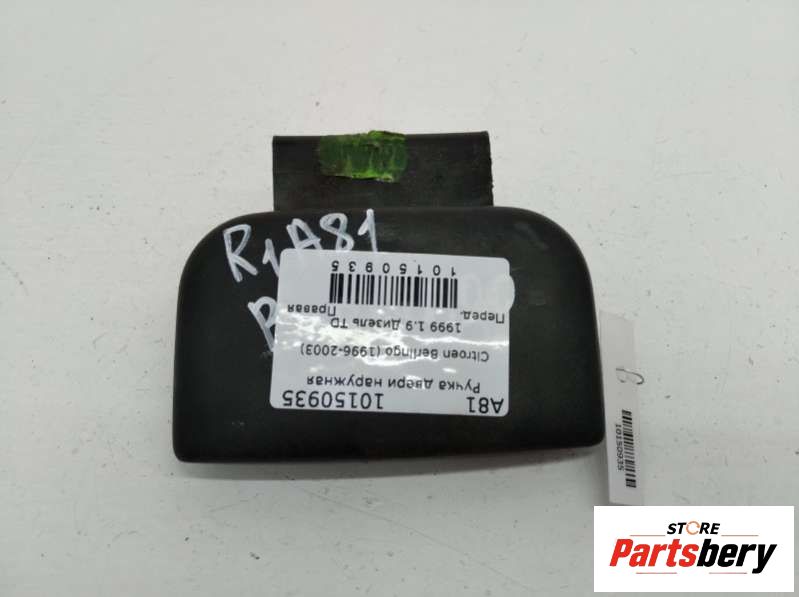 R1A81
A81
10150935
Ручка двери наружная
Citroen Berlingo (1996-2003)
1999 1.9 Дизель TD
Перед.
Правая
10150935
10150935
STORE
Partsbery